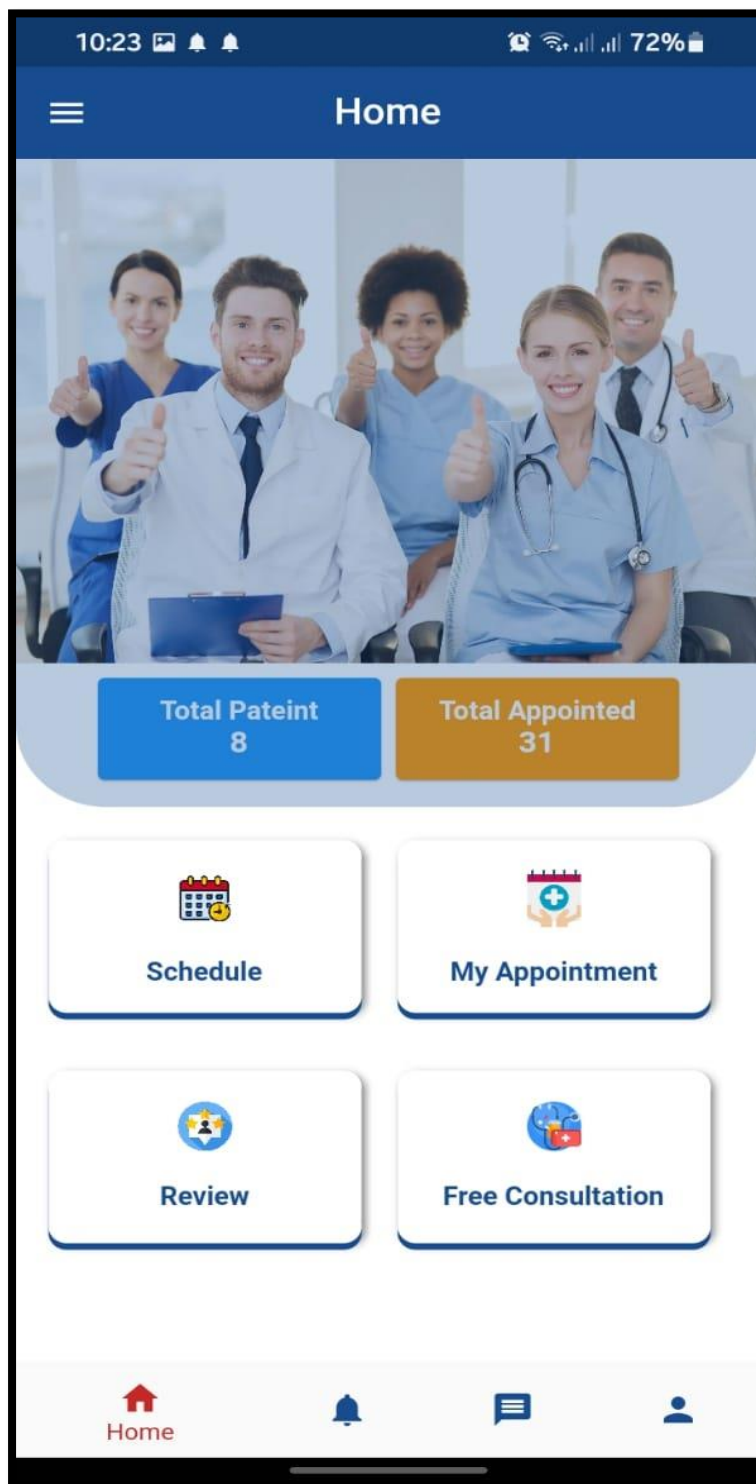 10:23 72%
Home
Total Pateint Total Appointed
8 31
Schedule My Appointment
Review Free Consultation
Home